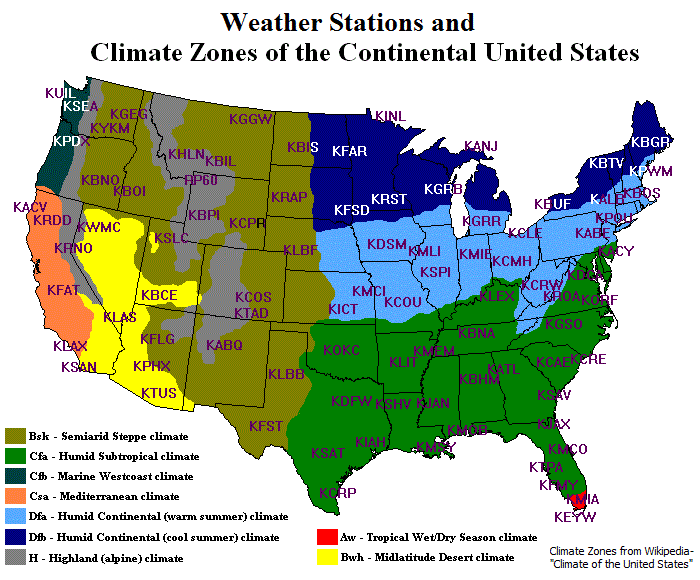 Weather Stations and
Climate Zones of the Continental United States
KUIL
KSEA
KGEG
KYKM
KPDX
KGGW
KINL
KBIS
KFAR
KANJ
KBGR
KHLN
KBIL
KBTV
KPWM
KBNO
KBOI
KRAP
KRST
KGRB
KALB
KBOS
KACV
KRDD
KWMC
KBPI
KCPR
KFSD
KBUF
KPOU
KGRR
KRNO
KSLC
KLBF
KDSM
KMLI
KMIE
KCLE
KABE
KACY
KSPI
KCMH
KFAT
KBCE
KCOS
KMCI
KCOU
KLEX
KCRW
KROA
KORF
KLAS
KTAD
KICT
KGSO
KLAX
KFLG
KABQ
KOKC
KMEM
KBNA
KSAN
KPHX
KLBB
KLIT
KBHM
KATL
KCAE
KCRE
KTUS
KFST
KDFW
KSHV
KJAN
KSAV
KIAH
KJAX
KSAT
KMCO
KTPA
KCRP
KFMY
KMIA
KEYW
Bsk - Semiarid Steppe climate
Cfa - Humid Subtropical climate
Cfb - Marine Westcoast climate
Csa - Mediterranean climate
Dfa - Humid Continental (warm summer) climate
Dfb - Humid Continental (cool summer) climate
H - Highland (alpine) climate
Aw - Tropical Wet/Dry Season climate
Bwh - Midlatitude Desert climate
Climate Zones from Wikipedia-
"Climate of the United States"